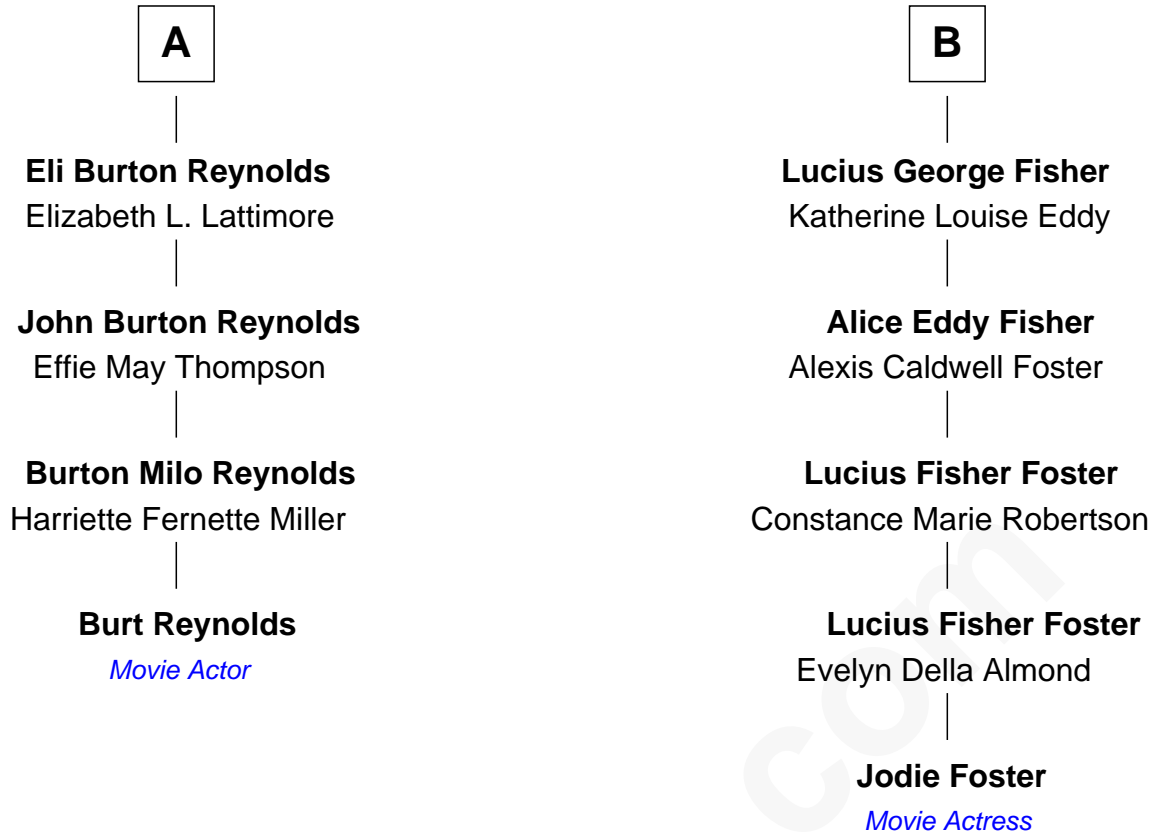 A
Eli Burton Reynolds
Elizabeth L. Lattimore
John Burton Reynolds
Effie May Thompson
Burton Milo Reynolds
Harriette Fernette Miller
Burt Reynolds
Movie Actor
B
Lucius George Fisher
Katherine Louise Eddy
Alice Eddy Fisher
Alexis Caldwell Foster
Lucius Fisher Foster
Constance Marie Robertson
Lucius Fisher Foster
Evelyn Della Almond
Jodie Foster
Movie Actress
com